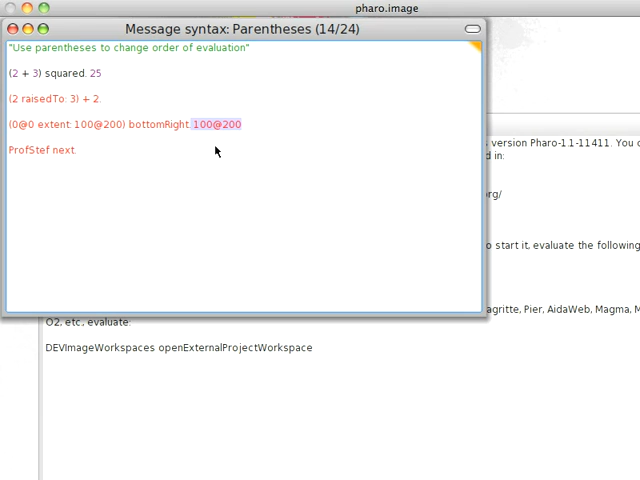 pharo.image
Message syntax: Parentheses (14/24)
"Use parentheses to change order of evaluation"
(2 + 3) squared. 25
(2 raisedTo: 3) + 2.
(0@0 extent: 100@200) bottomRight. 100@200
ProfStef next.
version Pharo-1.1-11411. You c
d in:
rg/
o start it, evaluate the following
agritte, Pier, AidaWeb, Magma, M
O2, etc, evaluate:
DEVImageWorkspaces openExternalProjectWorkspace